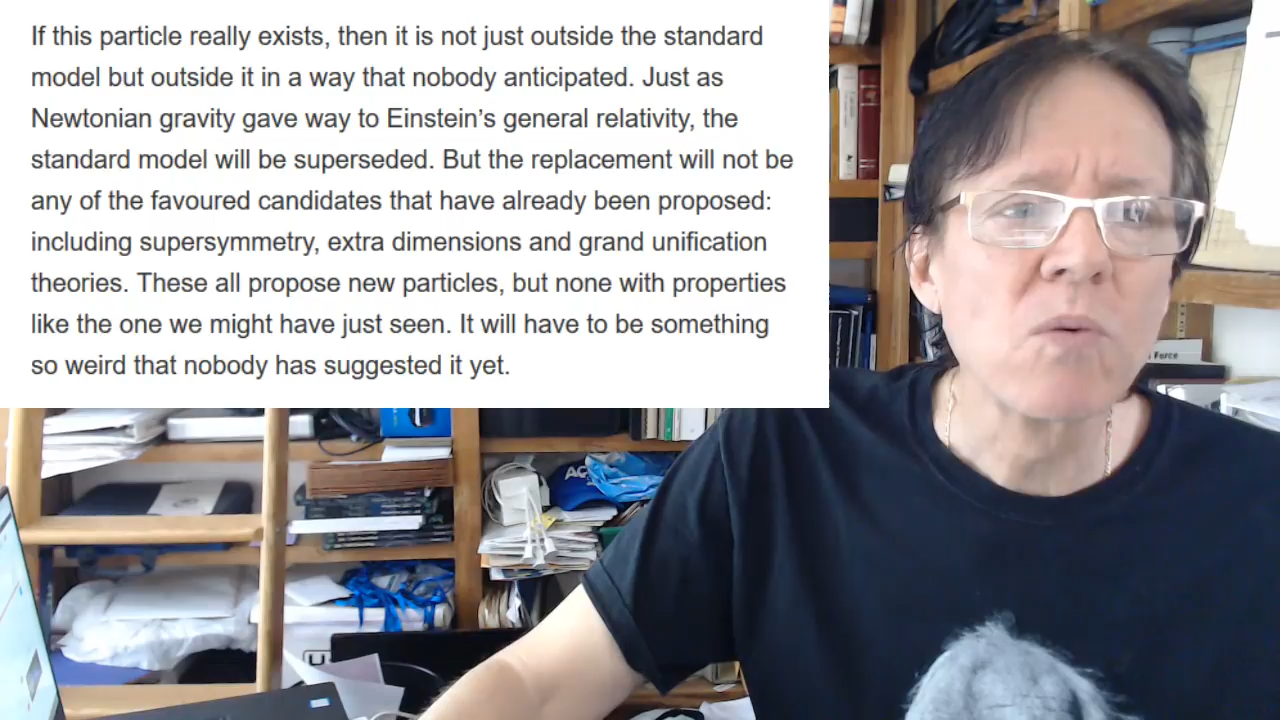 If this particle really exists, then it is not just outside the standard
model but outside it in a way that nobody anticipated. Just as
Newtonian gravity gave way to Einstein’s general relativity, the
standard model will be superseded. But the replacement will not be
any of the favoured candidates that have already been proposed:
including supersymmetry, extra dimensions and grand unification
theories. These all propose new particles, but none with properties
like the one we might have just seen. It will have to be something
so weird that nobody has suggested it yet.
Force